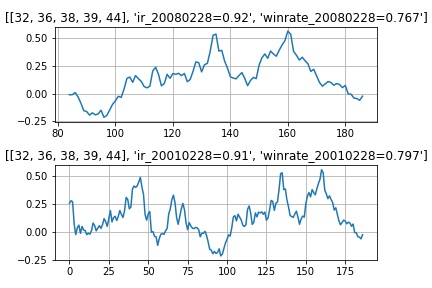 [[32, 36, 38, 39, 44], 'ir_20080228=0.92', 'winrate_20080228=0.767']
0.50
0.25
0.00
−0.25
80 100 120 140 160 180
[[32, 36, 38, 39, 44], 'ir_20010228=0.91', 'winrate_20010228=0.797']
0.50
0.25
0.00
−0.25
0 25 50 75 100 125 150 175